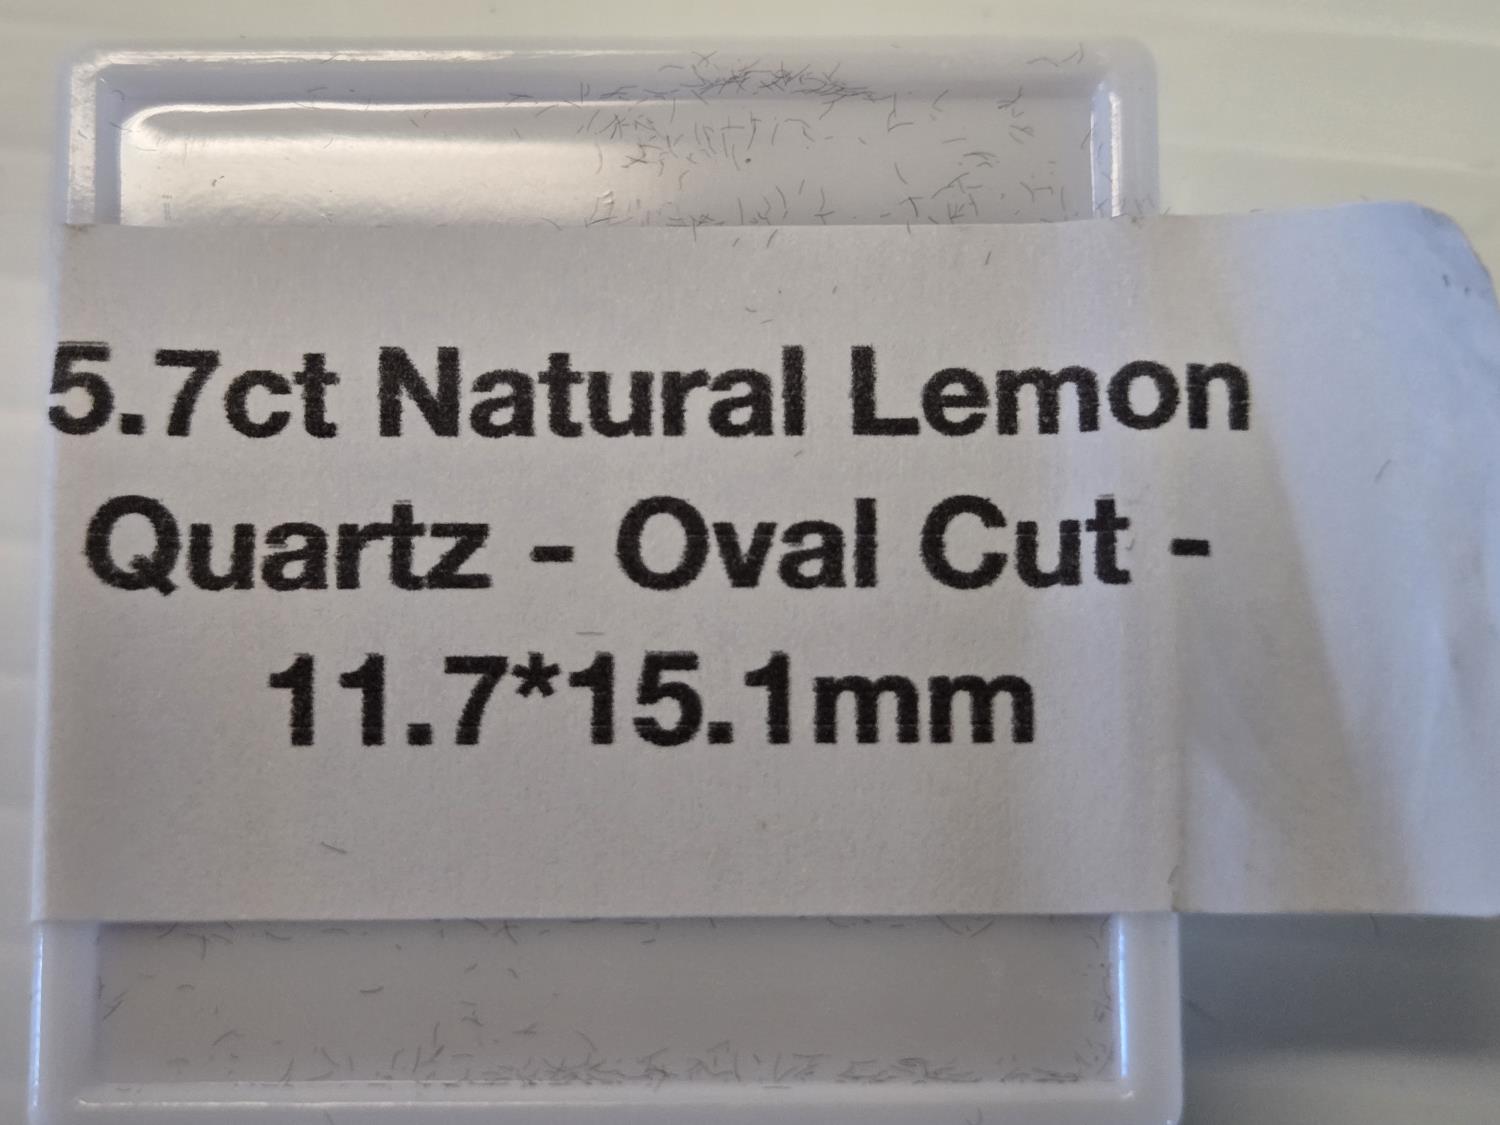 5.7ct Natural Lemon
Quartz - Oval Cut -
11.7*15.1mm